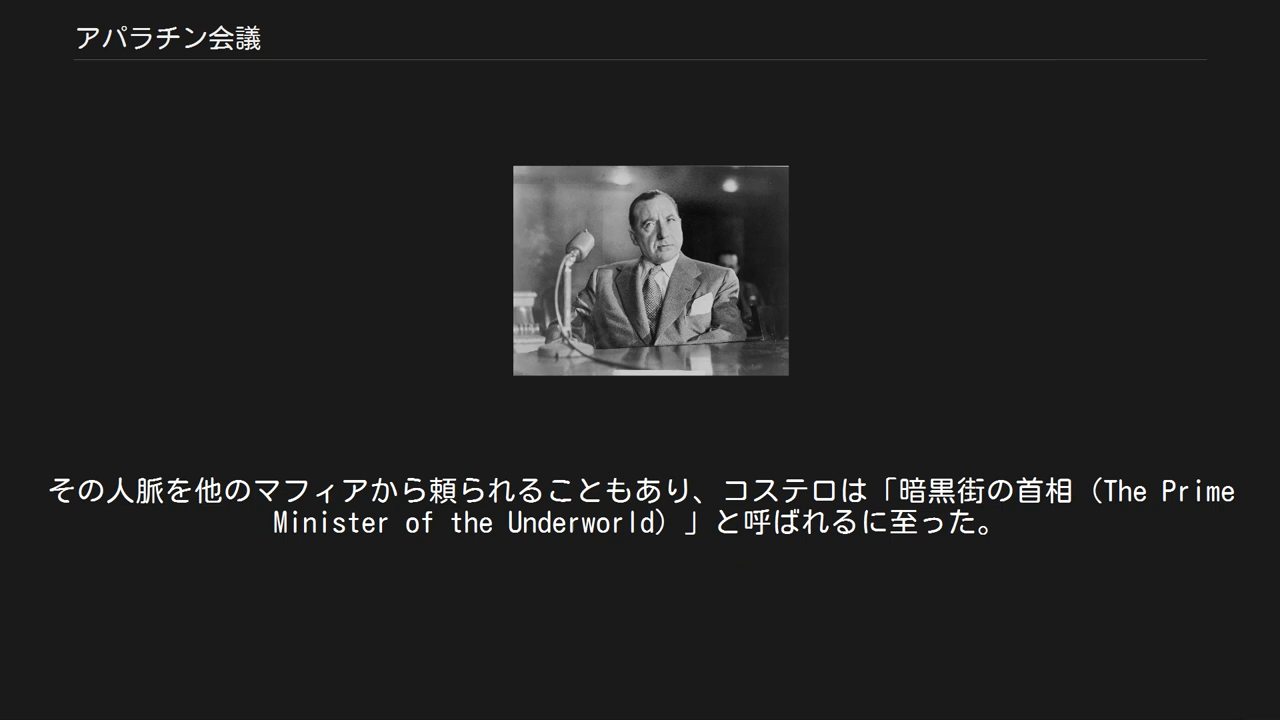 アパラチン会議
その人脈を他のマフィアから頼られることもあり、コステロは「暗黒街の首相（The Prime
Minister of the Underworld）」と呼ばれるに至った。